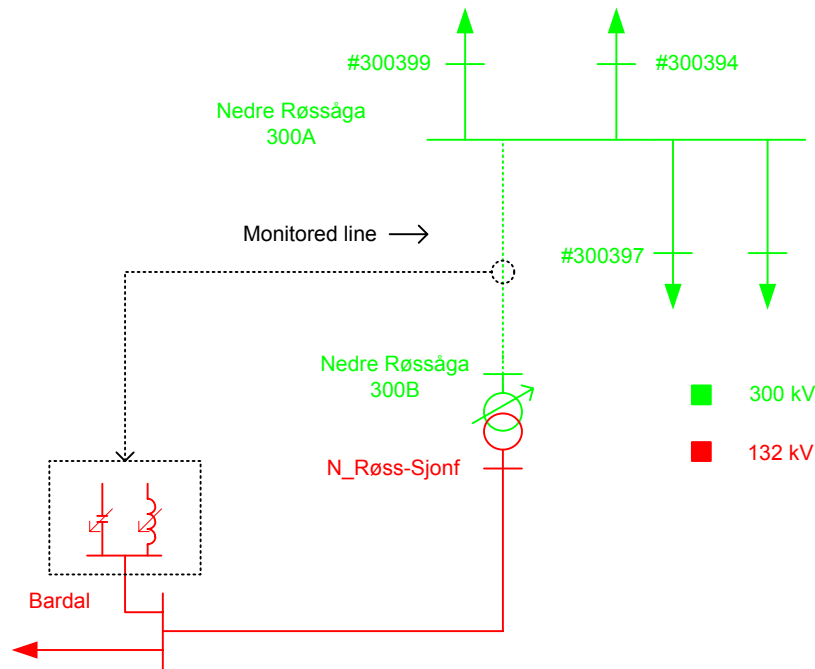 #300399
#300394
Nedre Røssåga
300A
Monitored line
#300397
Nedre Røssåga
300B
300 kV
N_Røss-Sjonf
132 kV
Bardal